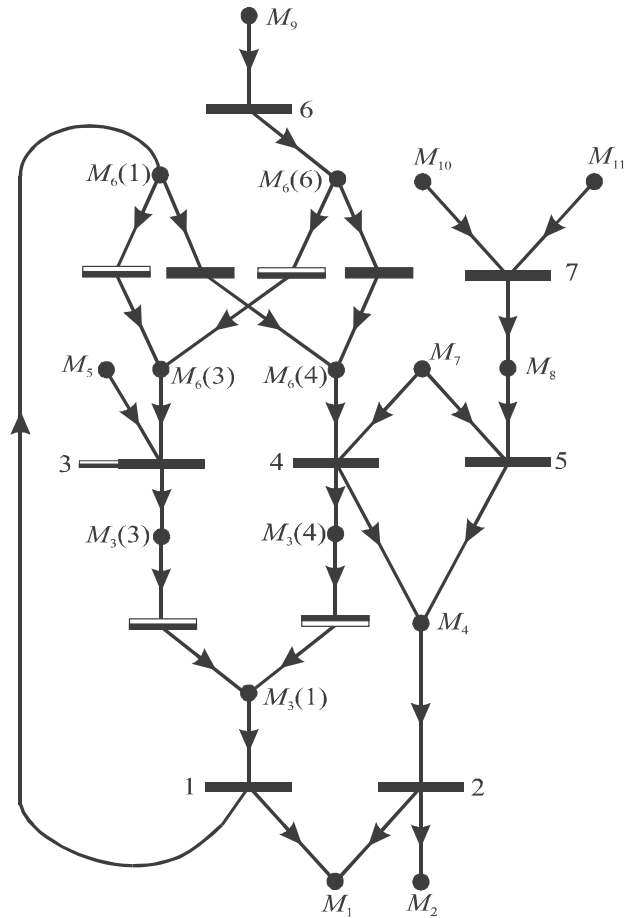 M₉
6
M₆(1)
M₆(6)
M₁₀
M₁₁
7
M₅
M₆(3)
M₆(4)
M₇
M₈
3
4
5
M₃(3)
M₃(4)
M₄
M₃(1)
1
2
M₁
M₂